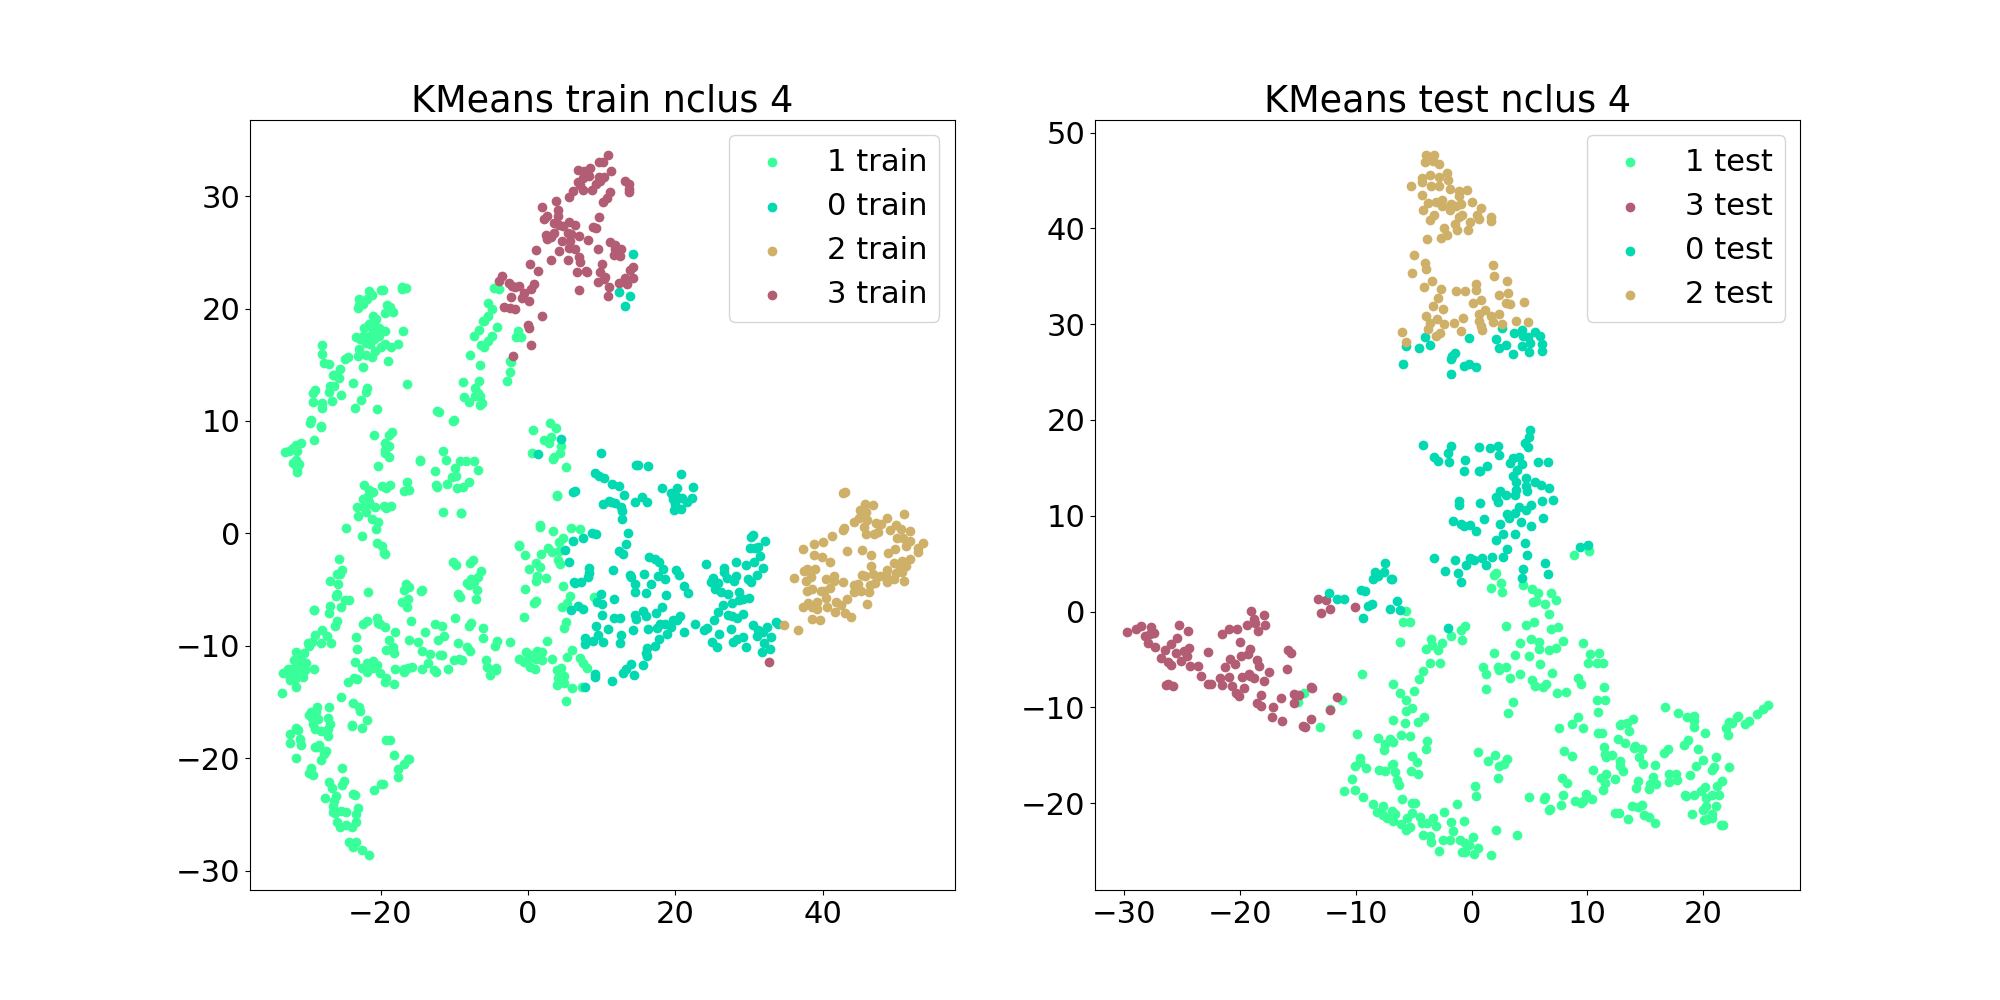 KMeans train nclus 4
1 train
0 train
2 train
3 train
30
20
10
0
−10
−20
−30
−20 0 20 40
KMeans test nclus 4
1 test
3 test
0 test
2 test
50
40
30
20
10
0
−10
−20
−30 −20 −10 0 10 20